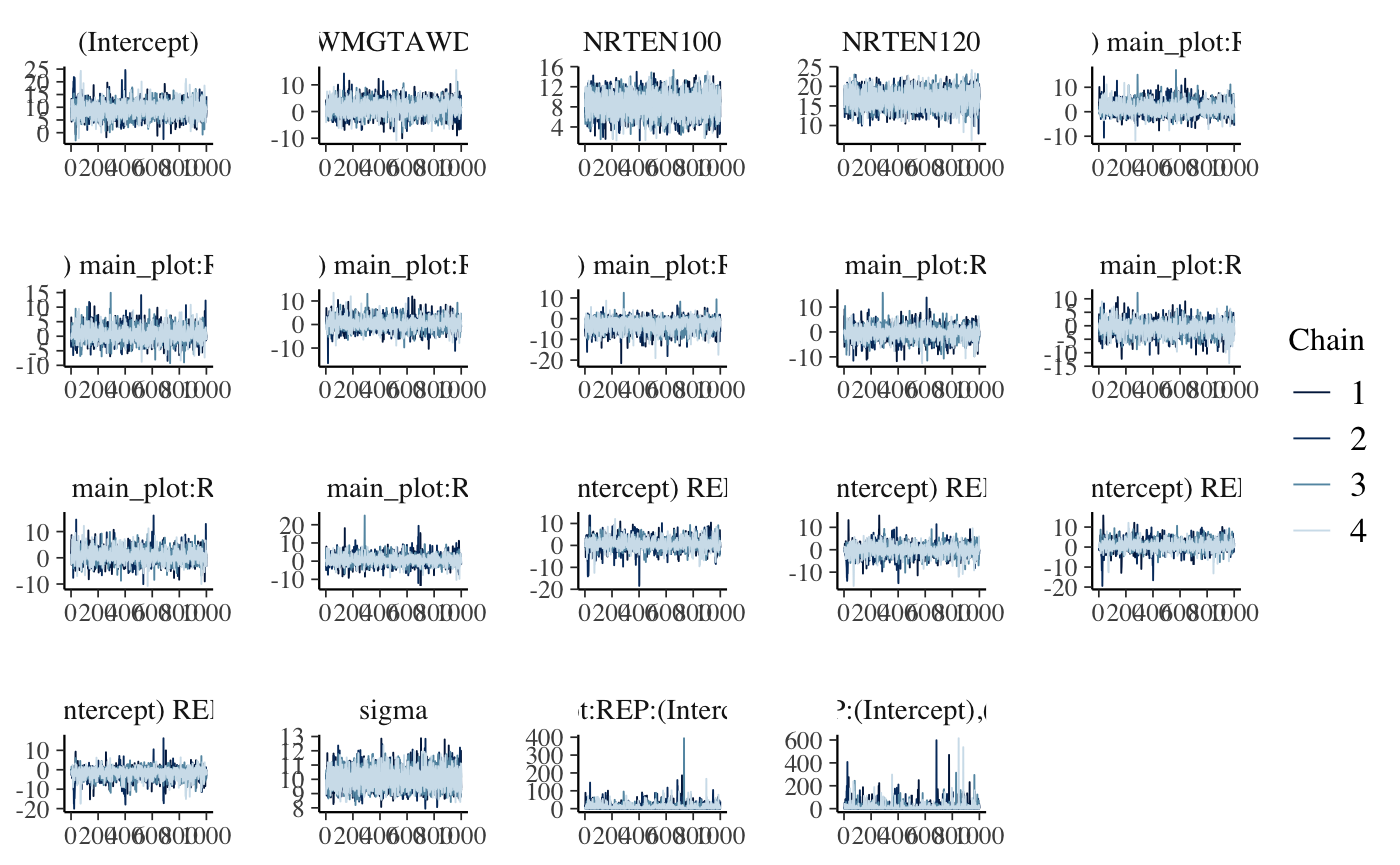 (Intercept)
WMGTAWD
NRTEN100
NRTEN120
) main_plot:R
25
20
15
10
5
0
10
0
-10
16
12
8
4
25
20
15
10
10
0
-10
0 200 400 600 800 1000
0 200 400 600 800 1000
0 200 400 600 800 1000
0 200 400 600 800 1000
0 200 400 600 800 1000
) main_plot:R
) main_plot:R
) main_plot:R
main_plot:R
main_plot:R
15
10
5
0
-5
-10
10
0
-10
10
0
-10
-20
10
0
-10
10
5
0
-5
-10
-15
0 200 400 600 800 1000
0 200 400 600 800 1000
0 200 400 600 800 1000
0 200 400 600 800 1000
0 200 400 600 800 1000
main_plot:R
main_plot:R
ntercept) REI
ntercept) REI
ntercept) REI
10
0
-10
20
10
0
-10
10
0
-10
-20
10
0
-10
10
0
-10
-20
0 200 400 600 800 1000
0 200 400 600 800 1000
0 200 400 600 800 1000
0 200 400 600 800 1000
0 200 400 600 800 1000
ntercept) REI
sigma
t:REP:(Interc
P:(Intercept),(
10
0
-10
-20
13
12
11
10
9
8
400
300
200
100
0
600
400
200
0
0 200 400 600 800 1000
0 200 400 600 800 1000
0 200 400 600 800 1000
0 200 400 600 800 1000
Chain
1
2
3
4